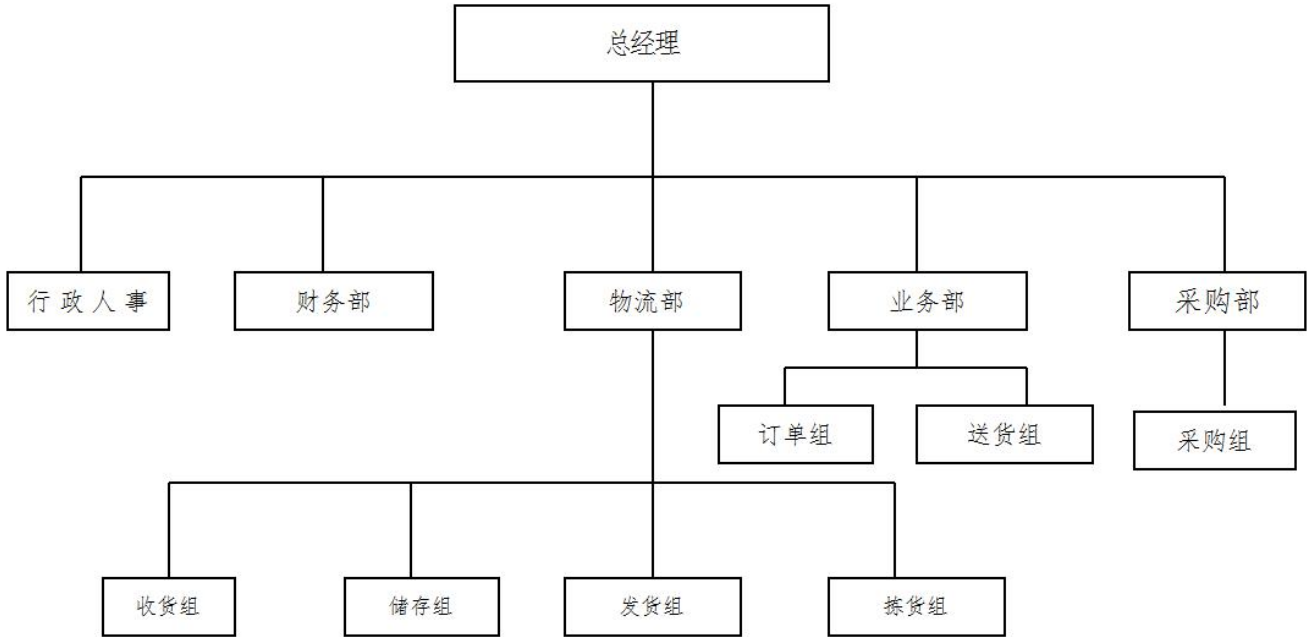 总经理
行政人事
财务部
物流部
业务部
采购部
订单组
送货组
采购组
收货组
储存组
发货组
拣货组